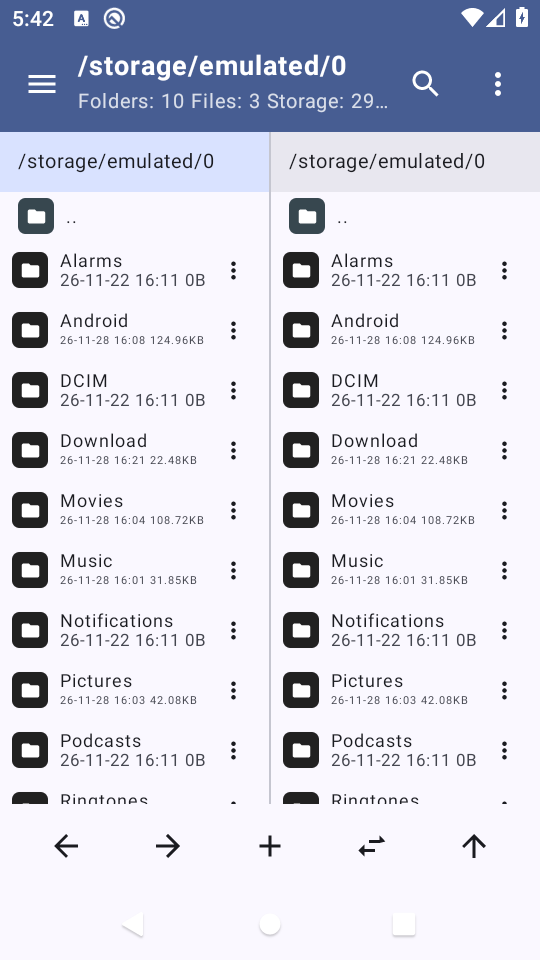 5:42
/storage/emulated/0
Folders: 10 Files: 3 Storage: 29…
/storage/emulated/0
..
Alarms
26-11-22 16:11 0B
Android
26-11-28 16:08 124.96KB
DCIM
26-11-22 16:11 0B
Download
26-11-28 16:21 22.48KB
Movies
26-11-28 16:04 108.72KB
Music
26-11-28 16:01 31.85KB
Notifications
26-11-22 16:11 0B
Pictures
26-11-28 16:03 42.08KB
Podcasts
26-11-22 16:11 0B
Ringtones
/storage/emulated/0
..
Alarms
26-11-22 16:11 0B
Android
26-11-28 16:08 124.96KB
DCIM
26-11-22 16:11 0B
Download
26-11-28 16:21 22.48KB
Movies
26-11-28 16:04 108.72KB
Music
26-11-28 16:01 31.85KB
Notifications
26-11-22 16:11 0B
Pictures
26-11-28 16:03 42.08KB
Podcasts
26-11-22 16:11 0B
Ringtones